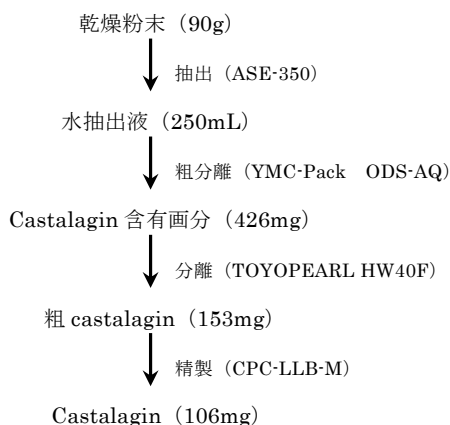 乾燥粉末（90g）
抽出（ASE-350）
水抽出液（250mL）
粗分離（YMC-Pack　ODS-AQ）
Castalagin 含有画分（426mg）
分離（TOYOPEARL HW40F）
粗 castalagin（153mg）
精製（CPC-LLB-M）
Castalagin（106mg）